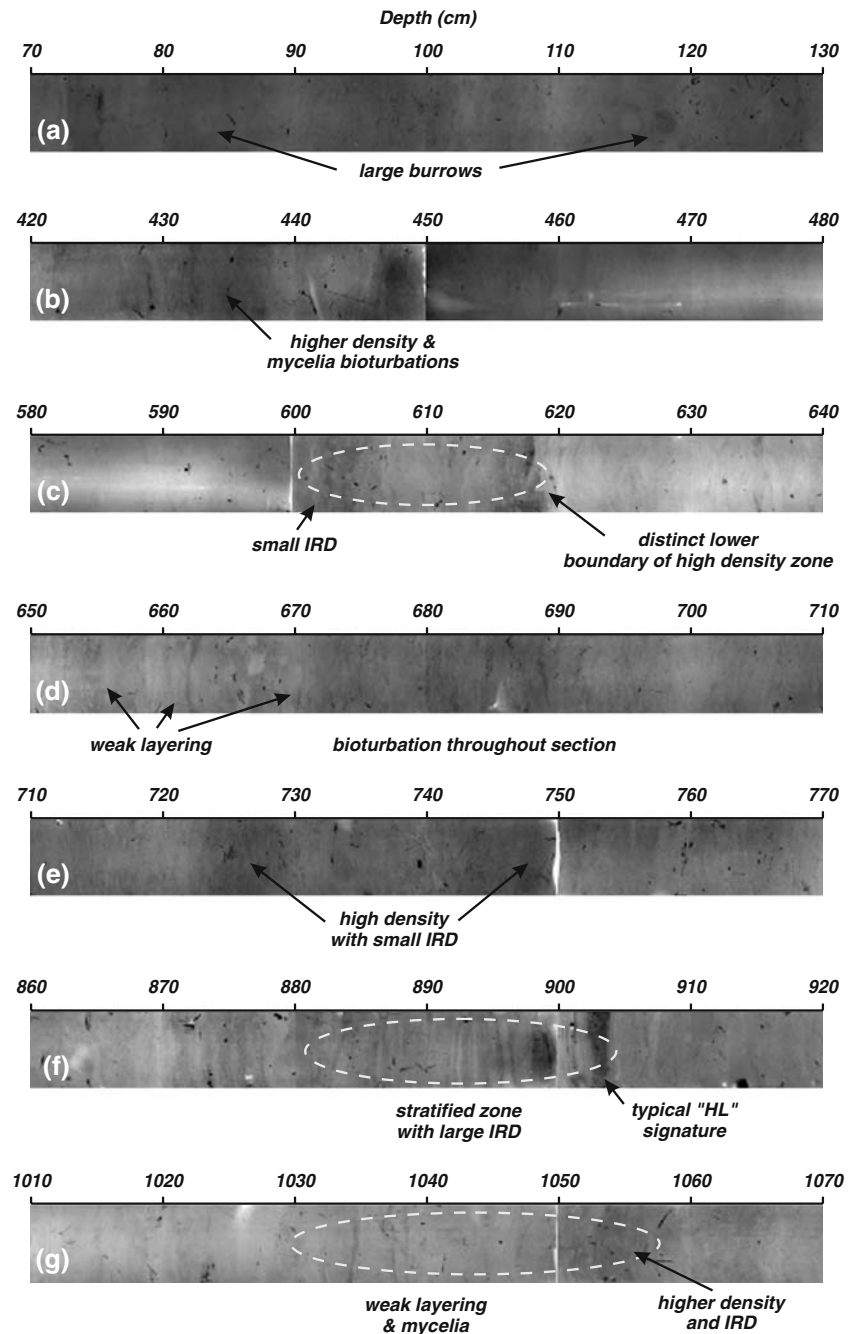 Depth (cm)
70 80 90 100 110 120 130
(a)
large burrows
420 430 440 450 460 470 480
(b)
higher density &
mycelia bioturbations
580 590 600 610 620 630 640
(c)
small IRD
distinct lower
boundary of high density zone
650 660 670 680 690 700 710
(d)
weak layering
bioturbation throughout section
710 720 730 740 750 760 770
(e)
high density
with small IRD
860 870 880 890 900 910 920
(f)
stratified zone
with large IRD
typical "HL"
signature
1010 1020 1030 1040 1050 1060 1070
(g)
weak layering
& mycelia
higher density
and IRD